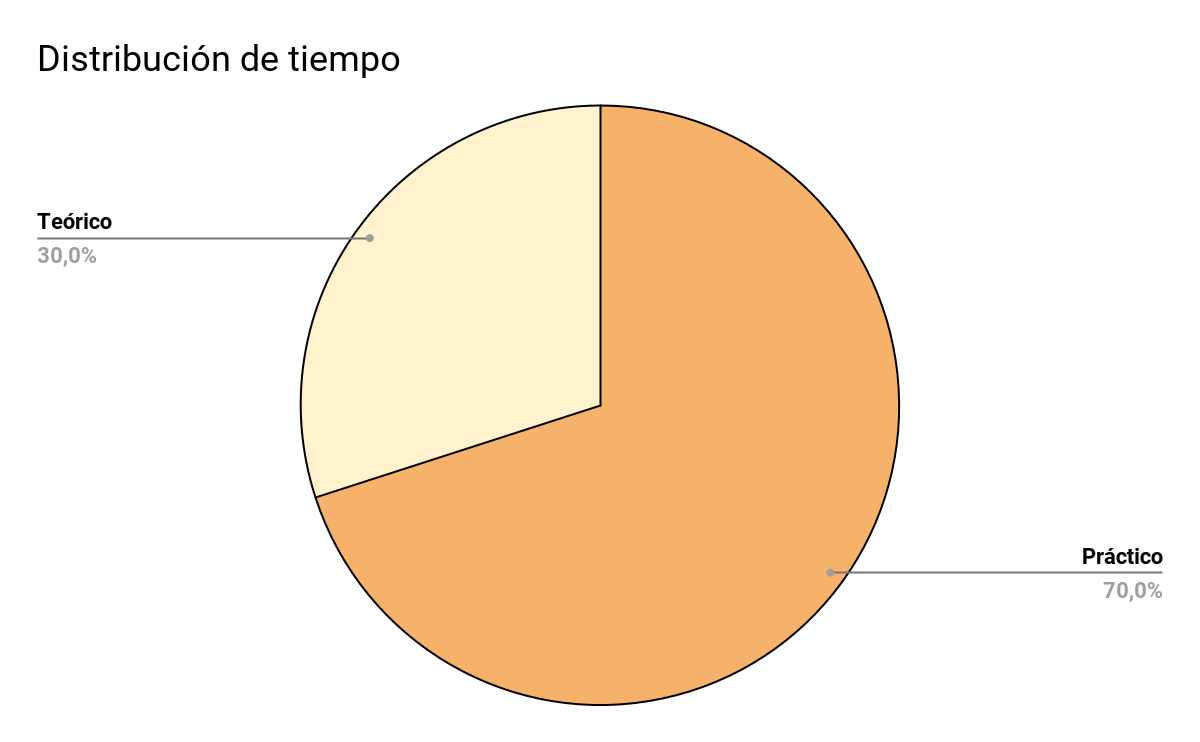 Distribución de tiempo
Teórico
30,0%
Práctico
70,0%